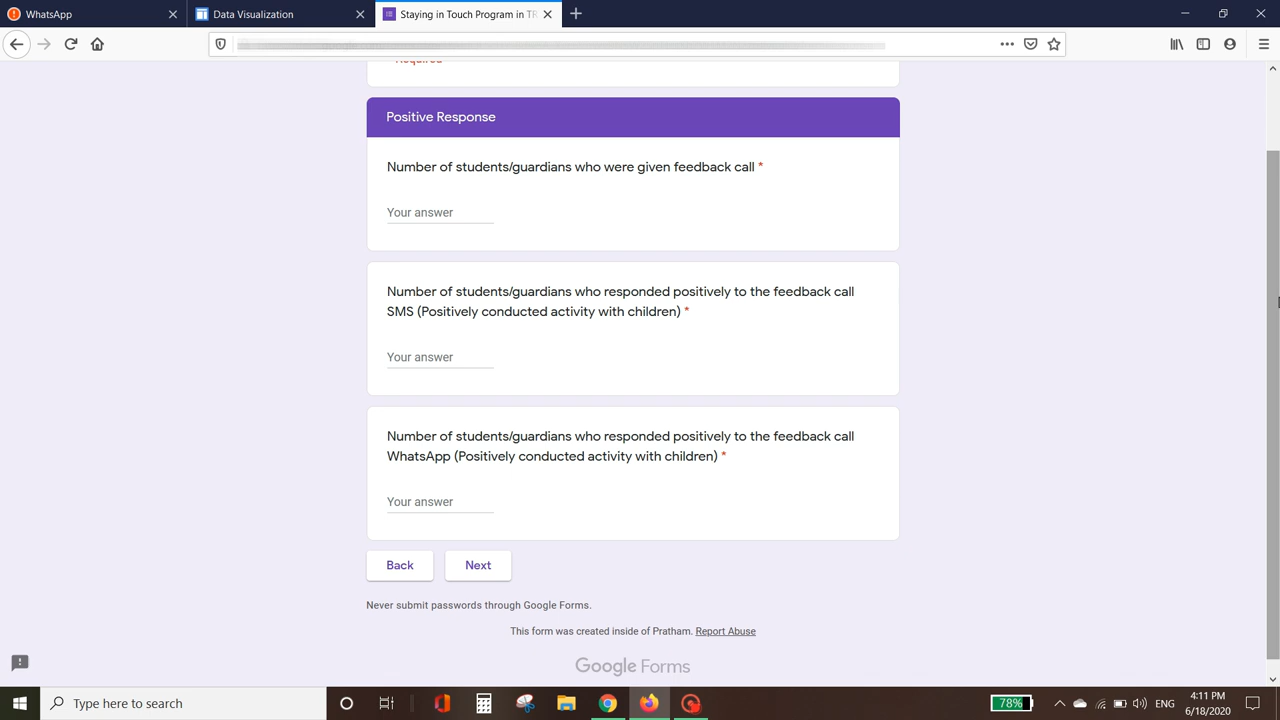 WhatsApp
Data Visualization
Staying in Touch Program in TR
Positive Response
Number of students/guardians who were given feedback call *
Your answer
Number of students/guardians who responded positively to the feedback call
SMS (Positively conducted activity with children) *
Your answer
Number of students/guardians who responded positively to the feedback call
WhatsApp (Positively conducted activity with children) *
Your answer
Back
Next
Never submit passwords through Google Forms.
This form was created inside of Pratham. Report Abuse
Google Forms
Type here to search
78%
ENG
4:11 PM
6/18/2020